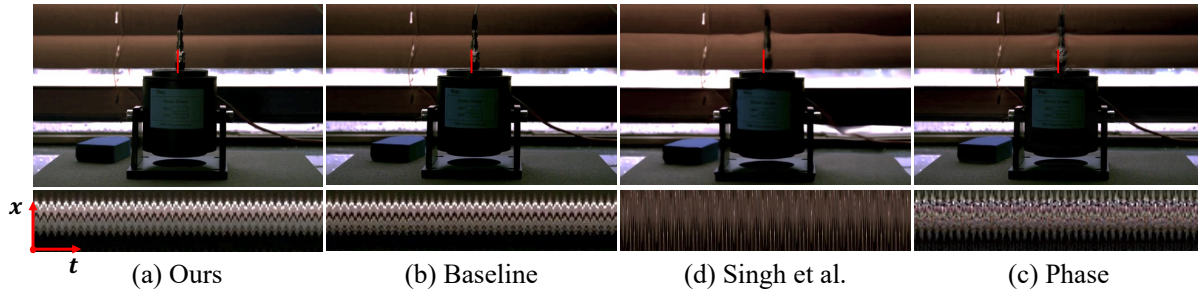 x
t
(a) Ours
(b) Baseline
(d) Singh et al.
(c) Phase